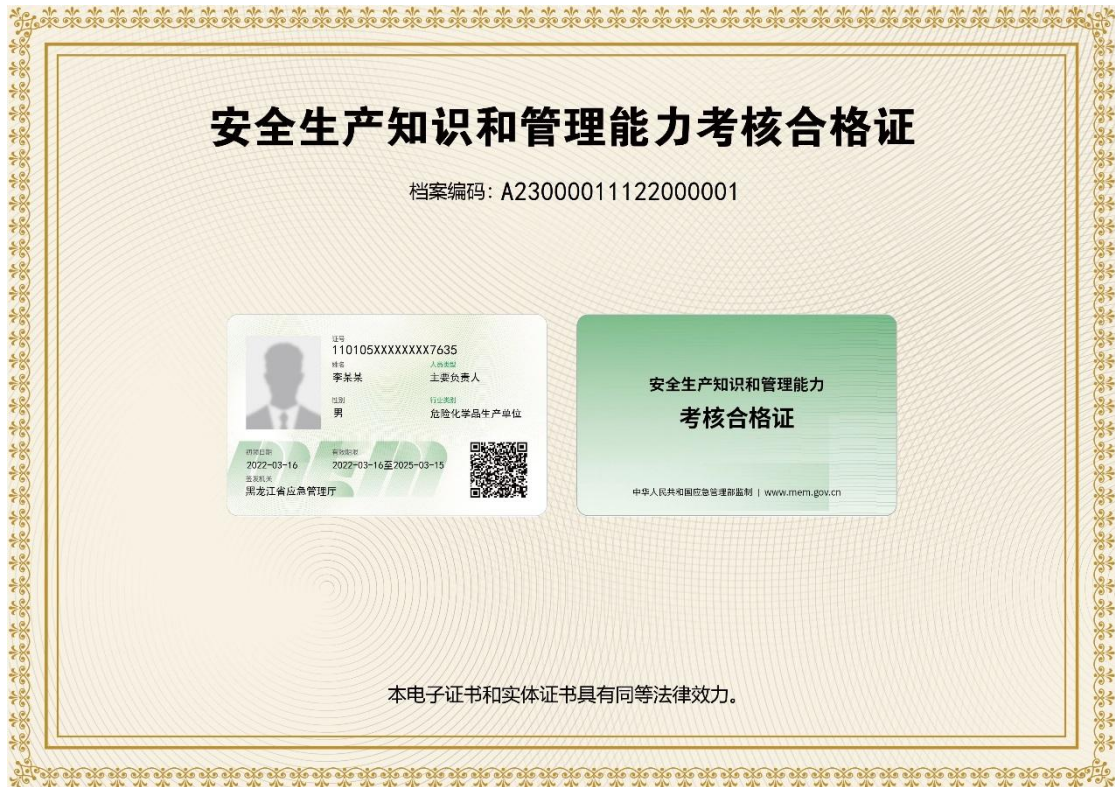 安全生产知识和管理能力考核合格证
档案编码：A23000011122000001
证号
110105XXXXXXXX7635
姓名 人员类型
李某某 主要负责人
性别 行业类别
男 危险化学品生产单位
初领日期 有效期限
2022-03-16 2022-03-16至2025-03-15
签发机关
黑龙江省应急管理厅
安全生产知识和管理能力
考核合格证
中华人民共和国应急管理部监制 | www.mem.gov.cn
本电子证书和实体证书具有同等法律效力。